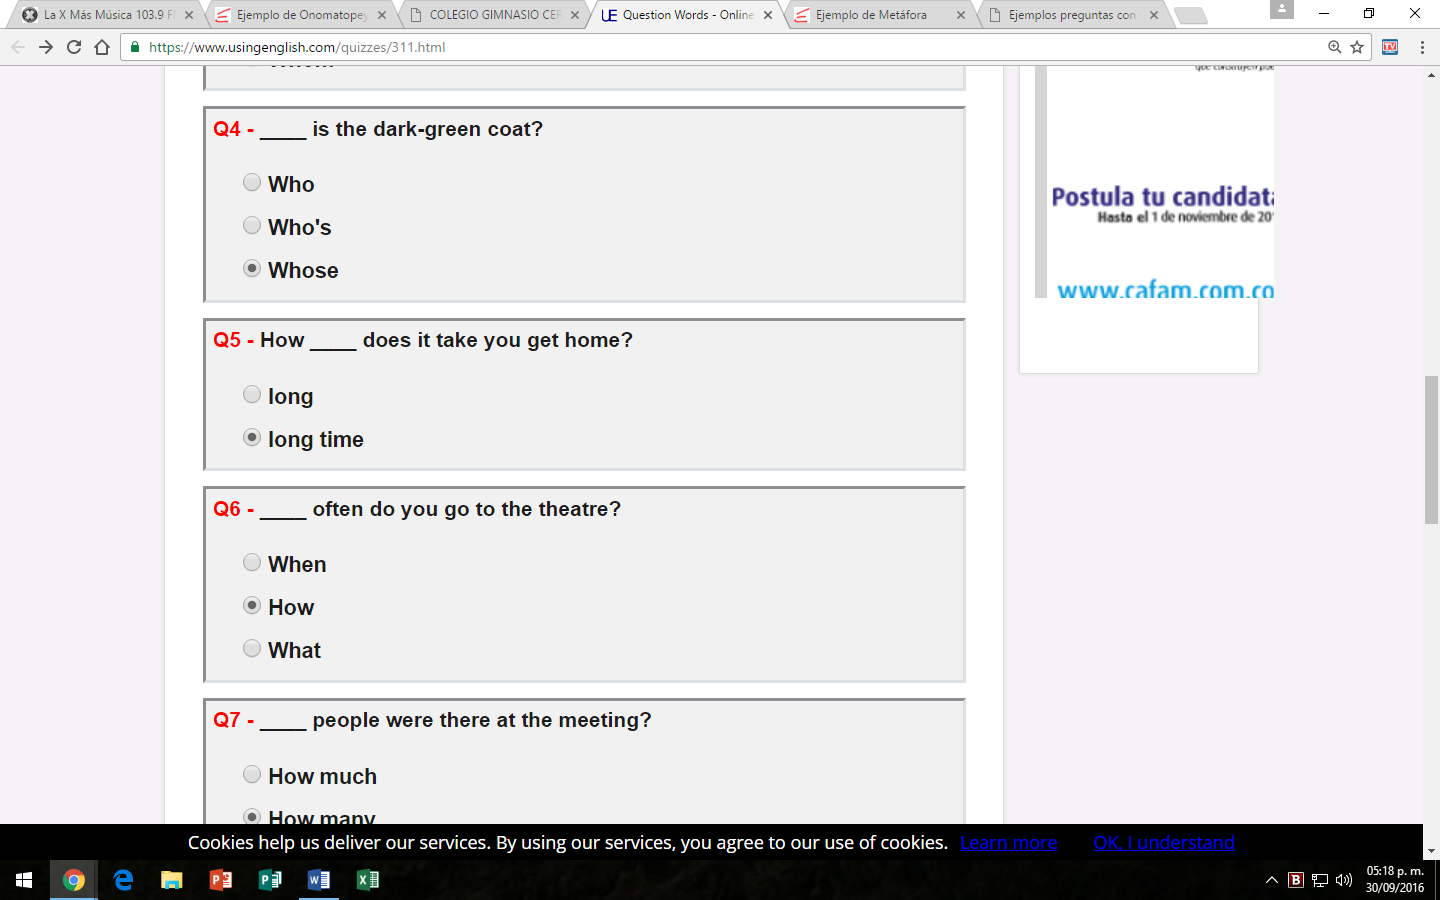 La X Más Música 103.9 F
Ejemplo de Onomatopey
COLEGIO GIMNASIO CER
Question Words - Online
Ejemplo de Metáfora
Ejemplos preguntas con
https://www.usingenglish.com/quizzes/311.html
que construyen
Q4 - ____ is the dark-green coat?
Who
Who's
Whose
Postula tu candidat
Hasta el 1 de noviembre de 20
www.cafam.com.co
Q5 - How ____ does it take you get home?
long
long time
Q6 - ____ often do you go to the theatre?
When
How
What
Q7 - ____ people were there at the meeting?
How much
How many
Cookies help us deliver our services. By using our services, you agree to our use of cookies. Learn more OK, I understand
05:18 p. m.
30/09/2016